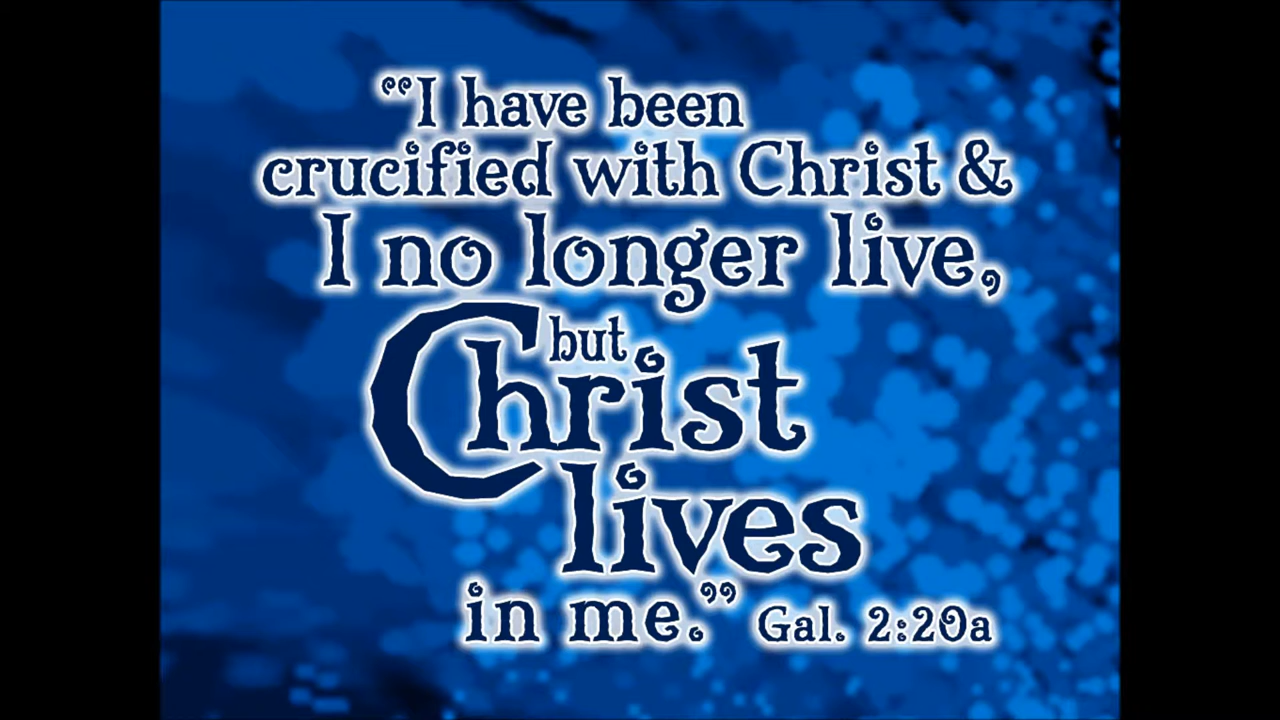 “I have been
crucified with Christ &
I no longer live,
but
Christ
lives
in me.” Gal. 2:20a